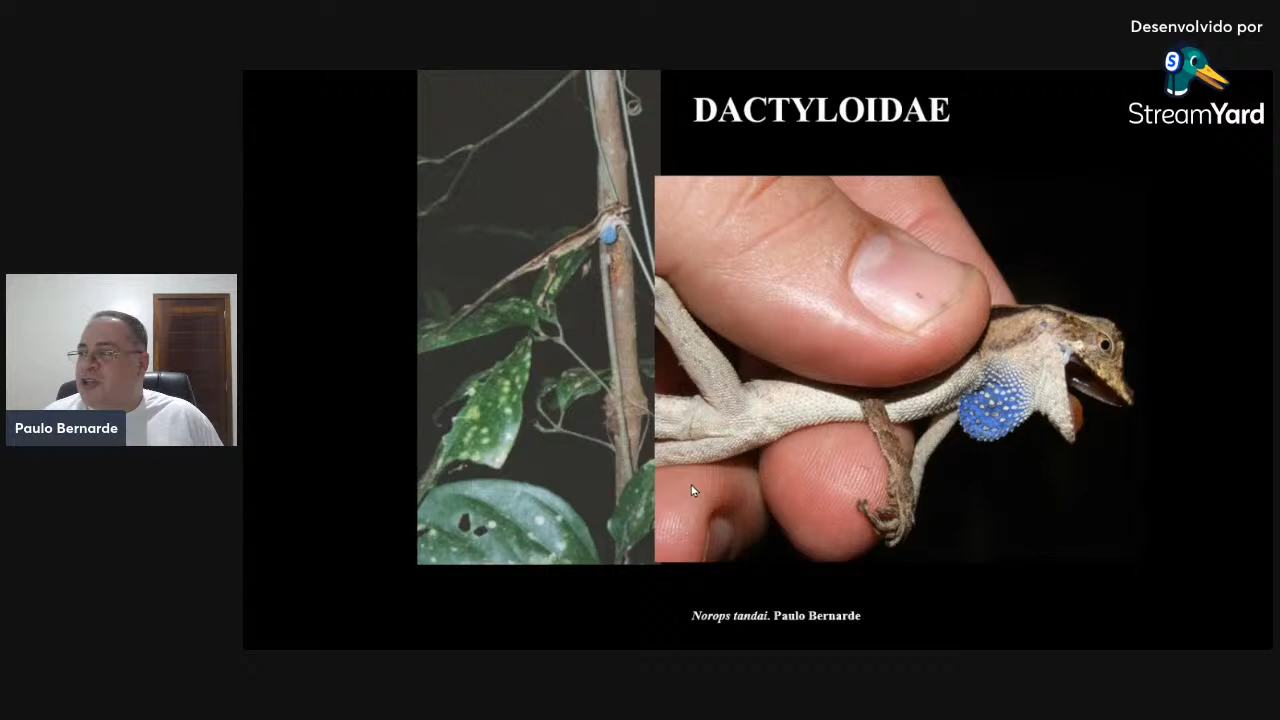 Desenvolvido por
S
StreamYard
DACTYLOIDAE
Paulo Bernarde
Norops tandai. Paulo Bernarde